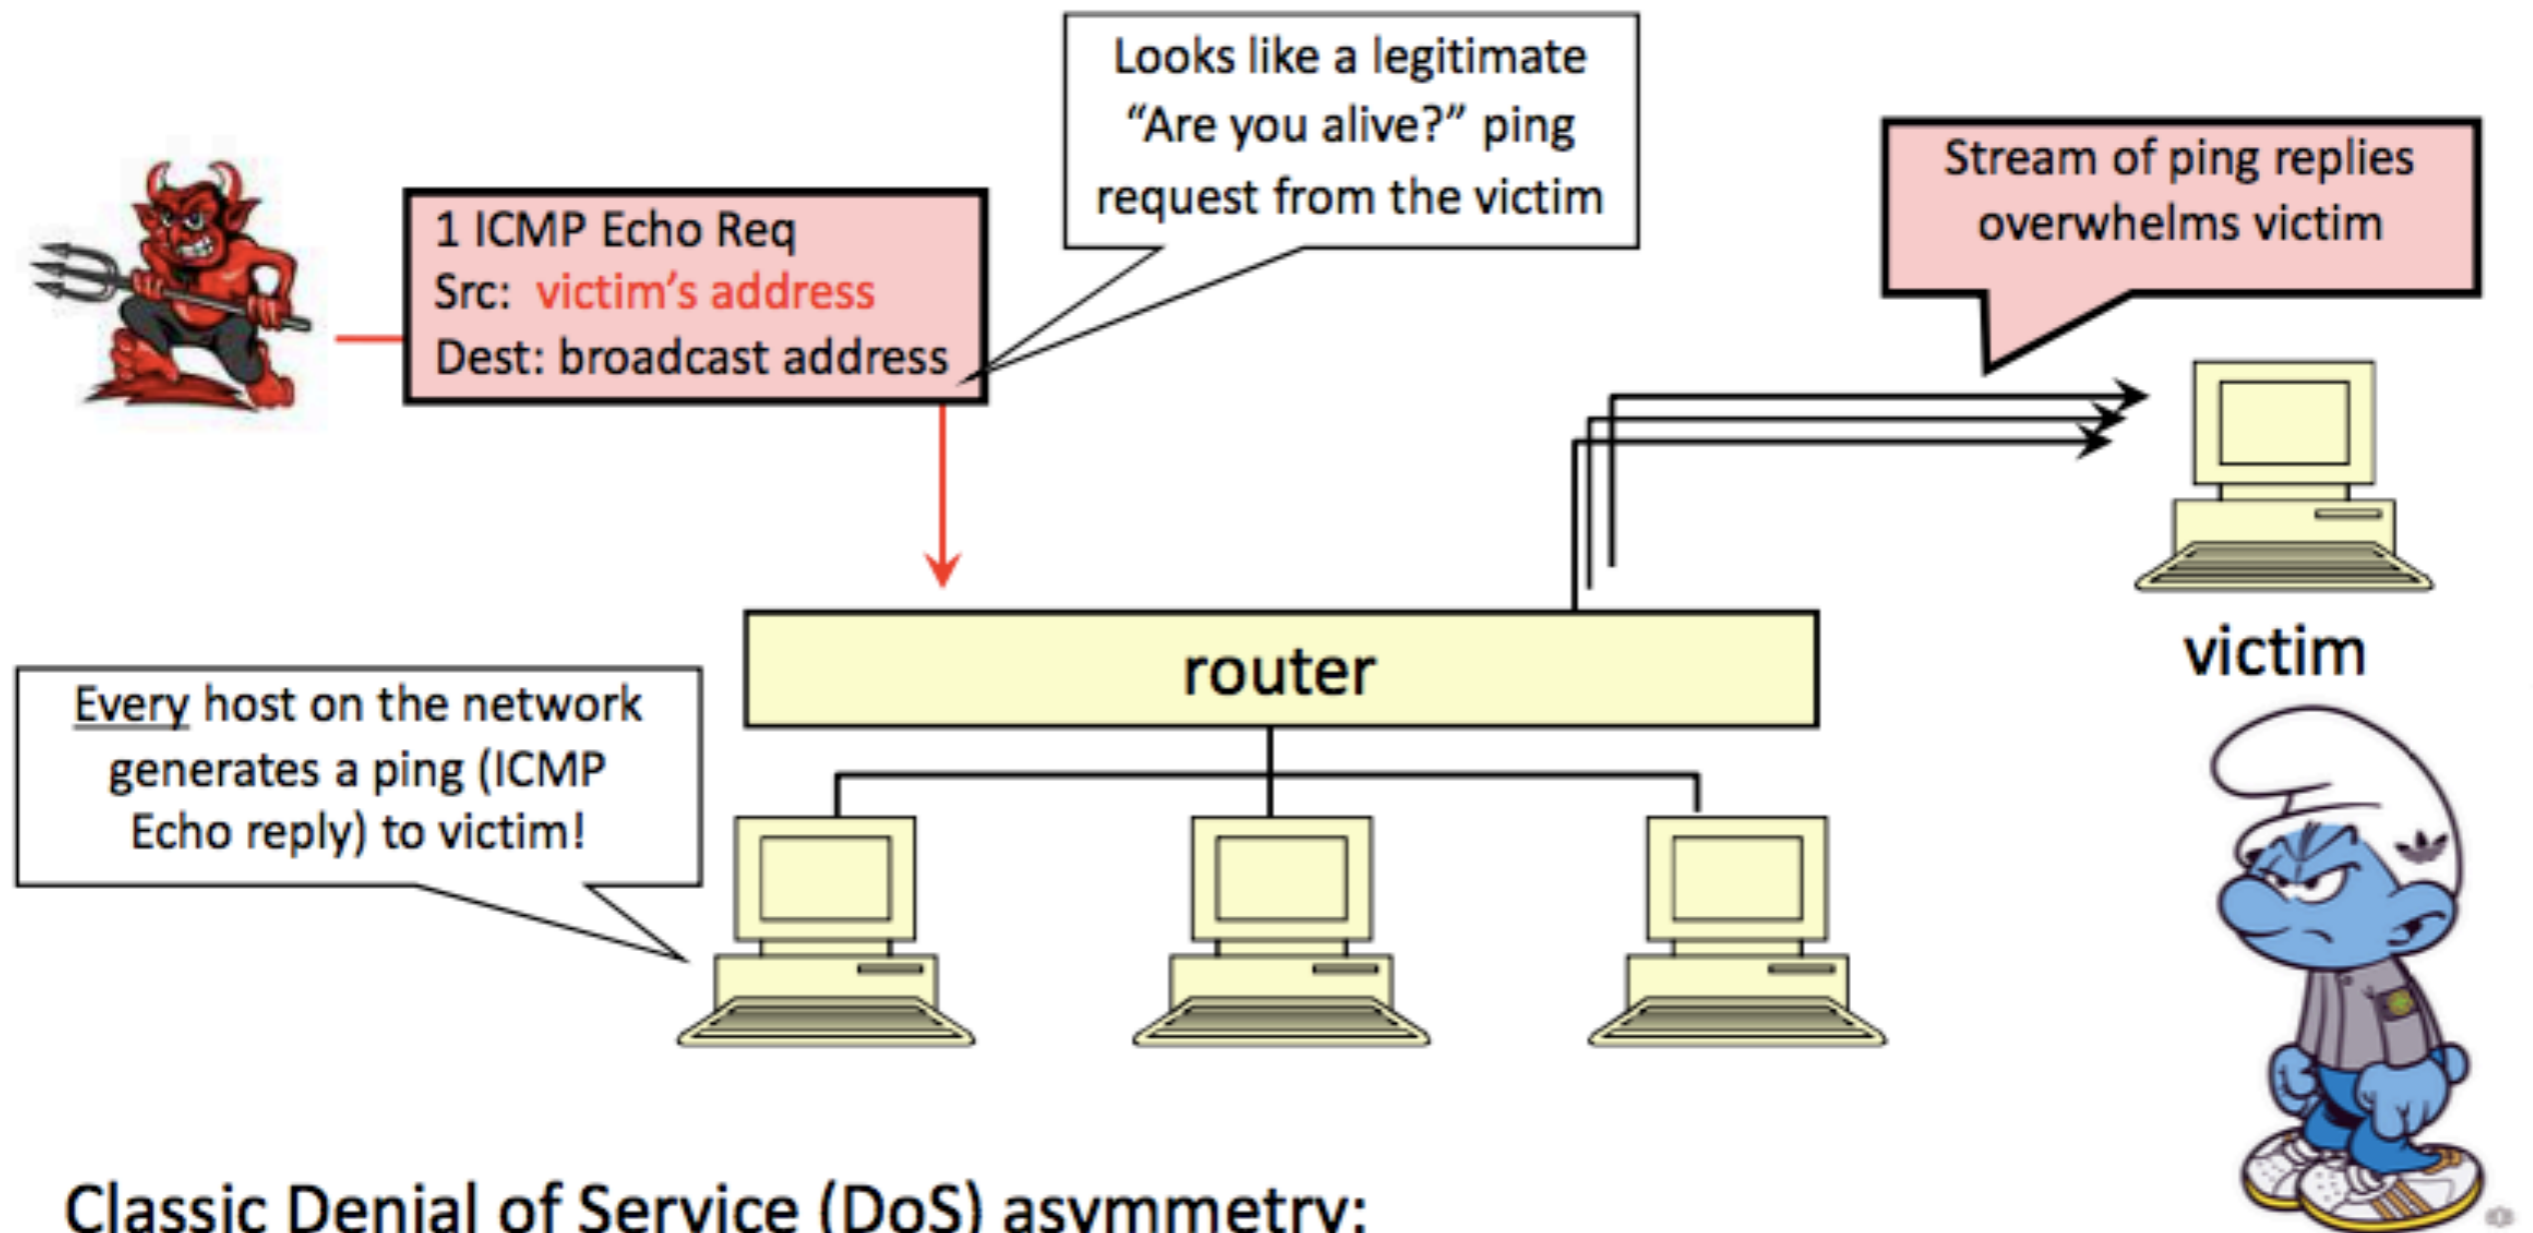 Looks like a legitimate
“Are you alive?” ping
request from the victim
Stream of ping replies
overwhelms victim
1 ICMP Echo Req
Src: victim’s address
Dest: broadcast address
router
victim
Every host on the network
generates a ping (ICMP
Echo reply) to victim!
Classic Denial of Service (DoS) asymmetry: